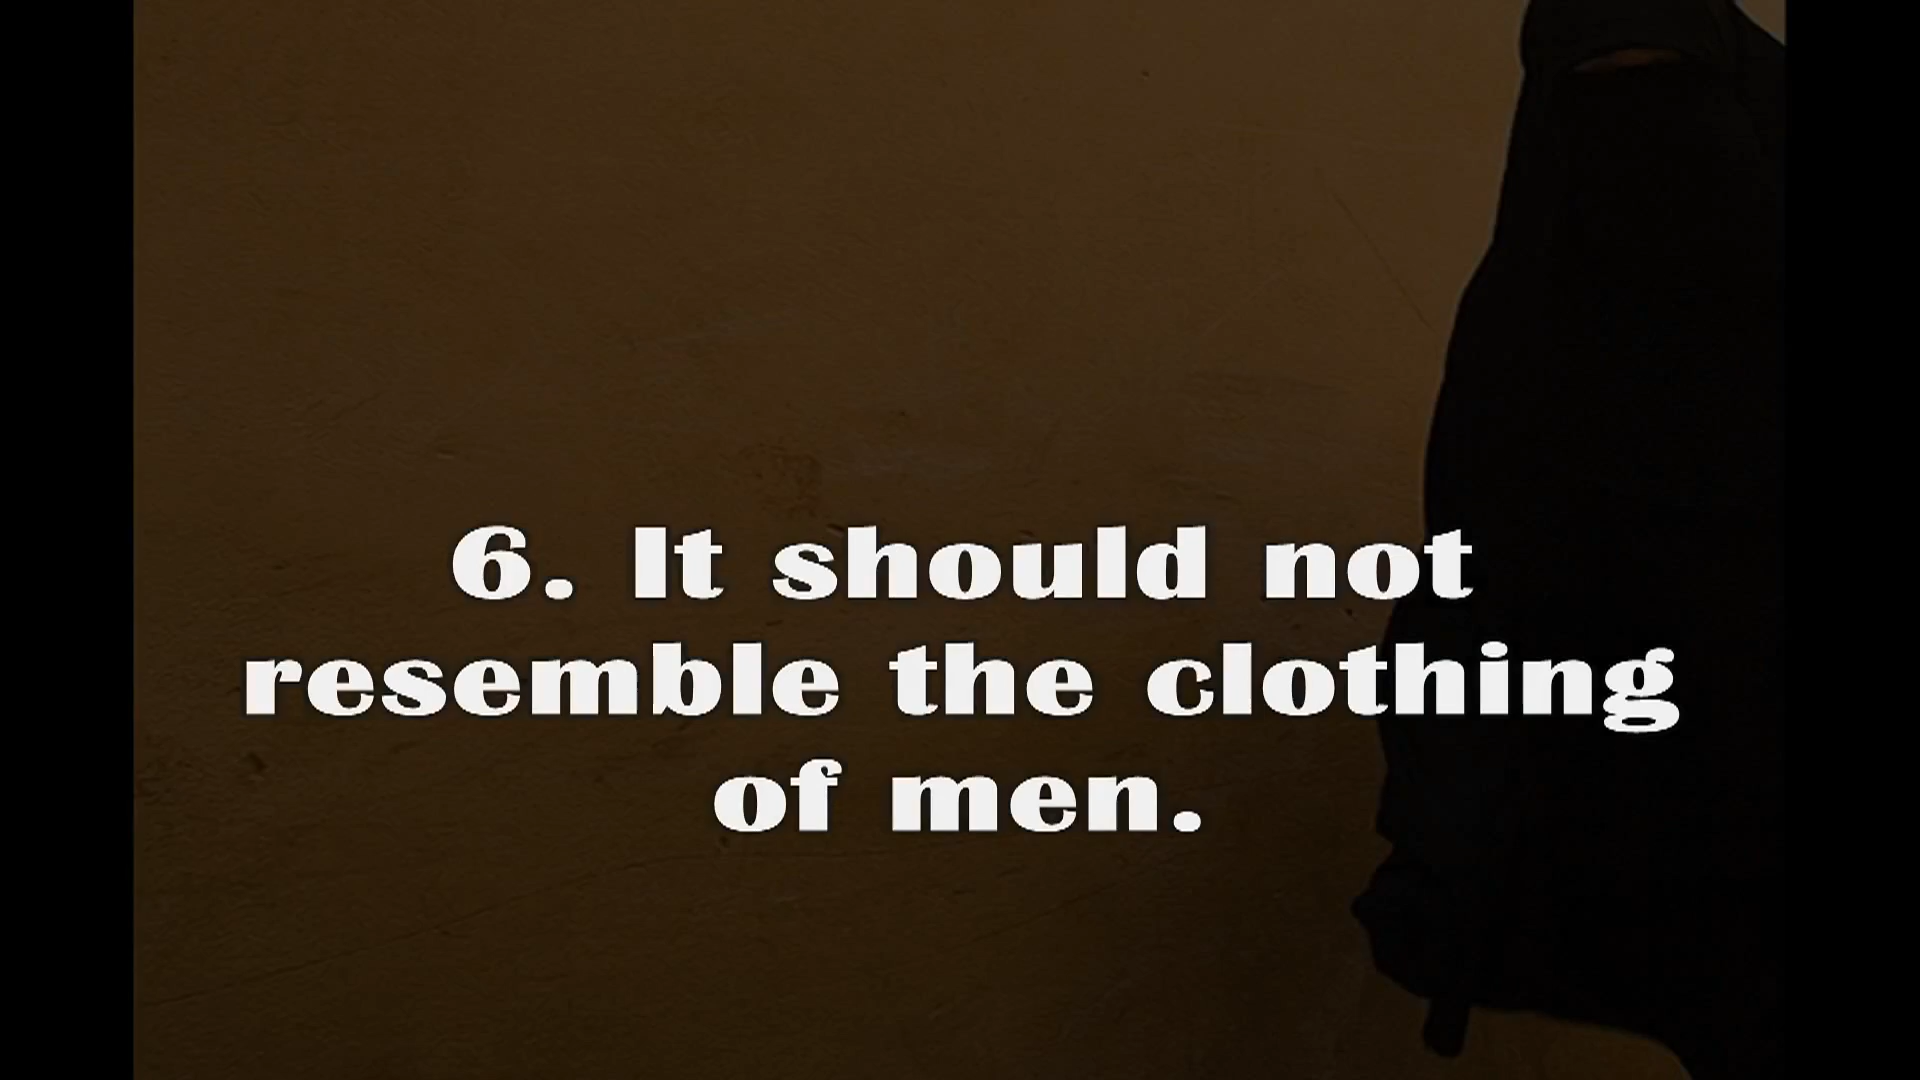 6. It should not
resemble the clothing
of men.